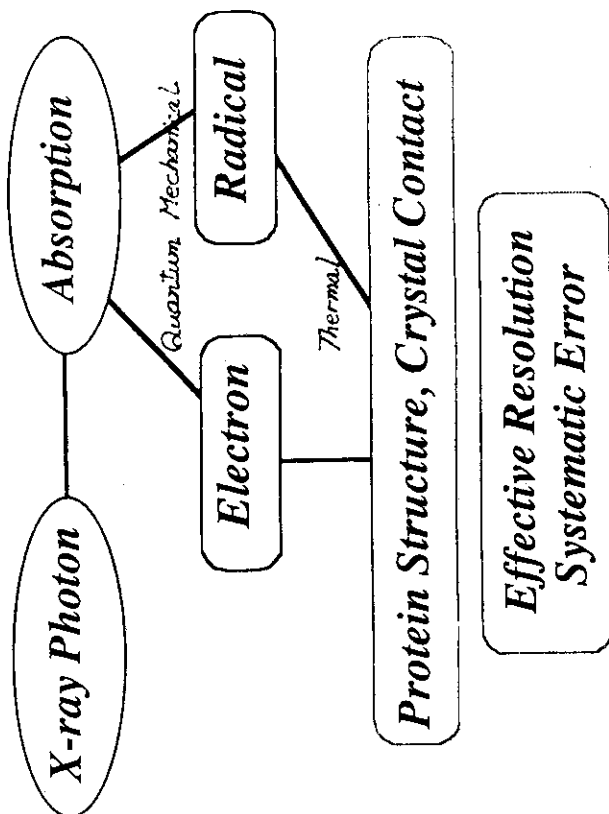 X-ray Photon
Absorption
Quantum Mechanical
Electron
Radical
Thermal
Protein Structure, Crystal Contact
Effective Resolution
Systematic Error